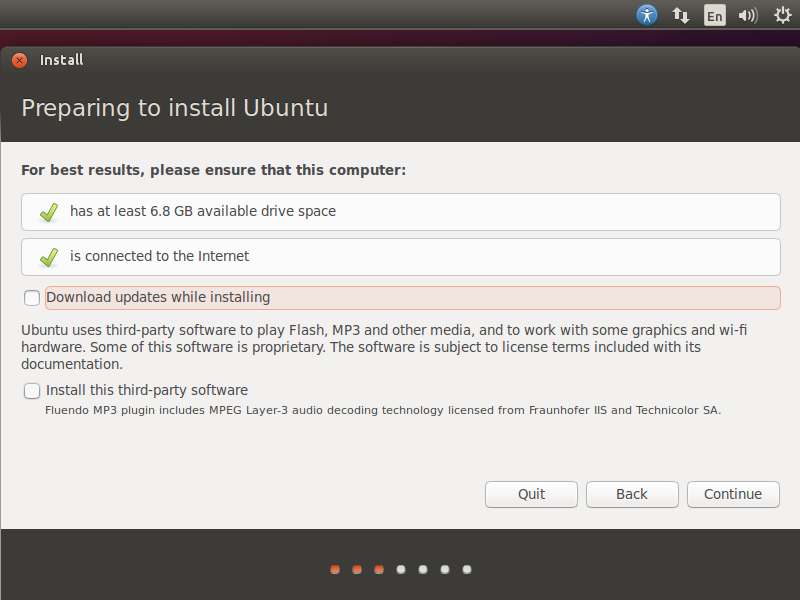 En
Install
Preparing to install Ubuntu
For best results, please ensure that this computer:
has at least 6.8 GB available drive space
is connected to the Internet
Download updates while installing
Ubuntu uses third-party software to play Flash, MP3 and other media, and to work with some graphics and wi-fi
hardware. Some of this software is proprietary. The software is subject to license terms included with its
documentation.
Install this third-party software
Fluendo MP3 plugin includes MPEG Layer-3 audio decoding technology licensed from Fraunhofer IIS and Technicolor SA.
Quit Back Continue